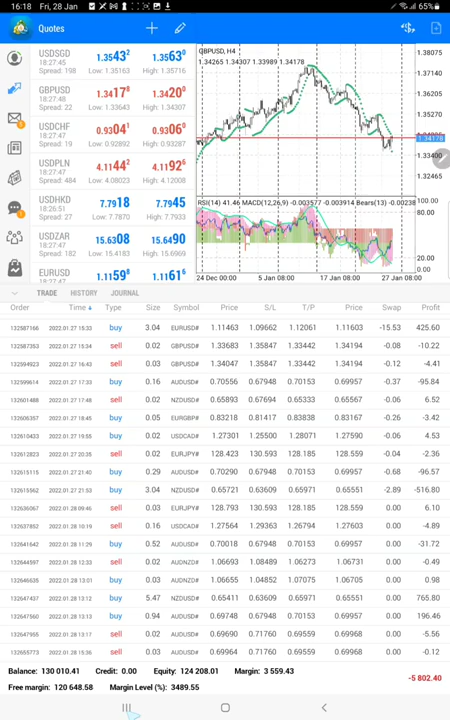 16:18 Fri, 28 Jan 65%
Quotes
USDSGD 1.3543² 1.3563⁰
18:27:45
Spread: 198 Low: 1.35163 High: 1.35716
GBPUSD 1.3417⁸ 1.3420⁰
18:27:48
Spread: 22 Low: 1.33643 High: 1.34307
USDCHF 0.9304¹ 0.9306⁰
18:27:47
Spread: 19 Low: 0.92892 High: 0.93287
USDPLN 4.1144² 4.1192⁶
18:27:47
Spread: 484 Low: 4.08023 High: 4.12008
USDHKD 7.7918 7.7945
18:26:51
Spread: 27 Low: 7.7870 High: 7.7933
USDZAR 15.6308 15.6490
18:27:47
Spread: 182 Low: 15.4183 High: 15.6969
EURUSD 1.1159⁸ 1.1161⁶
GBPUSD, H4
1.34265 1.34307 1.33989 1.34178
1.38075
1.37140
1.36205
1.35270
1.34178
1.33400
1.32465
RSI(14) 41.46 MACD(12,26,9) -0.003577 -0.003914 Bears(13) -0.00238
100.00
80.00
20.00
0.00
24 Dec 00:00 5 Jan 08:00 17 Jan 08:00 27 Jan 08:00
TRADE HISTORY JOURNAL
Order Time Type Size Symbol Price S/L T/P Price Swap Profit
132587166 2022.01.27 15:33 buy 3.04 EURUSD# 1.11463 1.09662 1.12061 1.11603 -15.53 425.60
132587353 2022.01.27 15:34 sell 0.02 GBPUSD# 1.33683 1.35784 1.33442 1.34194 -0.08 -10.22
132594923 2022.01.27 16:43 sell 0.03 GBPUSD# 1.34047 1.35854 1.33442 1.34194 -0.12 -4.41
132599614 2022.01.27 17:33 buy 0.16 AUDUSD# 0.70556 0.67948 0.70153 0.69957 -0.37 -95.84
132601488 2022.01.27 17:48 sell 0.02 NZDUSD# 0.65893 0.67694 0.65333 0.65567 -0.06 6.52
132605357 2022.01.27 18:45 buy 0.05 EURGBP# 0.83218 0.81417 0.83838 0.83167 -0.26 -3.42
132610403 2022.01.27 19:55 buy 0.02 USDCAD# 1.27301 1.25500 1.28071 1.27590 -0.06 4.53
132612823 2022.01.27 20:35 sell 0.02 EURJPY# 128.423 130.593 128.185 128.559 -0.04 -2.36
132615115 2022.01.27 21:40 buy 0.29 AUDUSD# 0.70290 0.67948 0.70153 0.69957 -0.68 -96.57
132615562 2022.01.27 21:53 buy 3.04 NZDUSD# 0.65721 0.63609 0.65971 0.65551 -2.89 -516.80
132636067 2022.01.28 09:46 sell 0.03 EURJPY# 128.793 130.593 128.185 128.559 0.00 6.10
132637852 2022.01.28 10:19 sell 0.16 USDCAD# 1.27564 1.29363 1.26794 1.27603 0.00 -4.89
132641642 2022.01.28 11:29 buy 0.52 AUDUSD# 0.70018 0.67948 0.70153 0.69957 0.00 -31.72
132644597 2022.01.28 12:33 sell 0.02 AUDNZD# 1.06693 1.08489 1.06273 1.06731 0.00 -0.49
132646635 2022.01.28 13:01 buy 0.03 AUDNZD# 1.06655 1.04852 1.07075 1.06705 0.00 0.98
132647437 2022.01.28 13:12 buy 5.47 NZDUSD# 0.65411 0.63609 0.65971 0.65551 0.00 765.80
132647560 2022.01.28 13:13 buy 0.94 AUDUSD# 0.69748 0.67948 0.70153 0.69957 0.00 196.46
132647955 2022.01.28 13:17 sell 0.02 AUDUSD# 0.69690 0.71760 0.69559 0.69968 0.00 -5.56
132655773 2022.01.28 15:36 sell 0.03 AUDUSD# 0.69964 0.71760 0.69559 0.69968 0.00 -0.12
Balance: 130 010.41 Credit: 0.00 Equity: 124 208.01 Margin: 3 559.43
-5 802.40
Free margin: 120 648.58 Margin Level (%): 3489.55